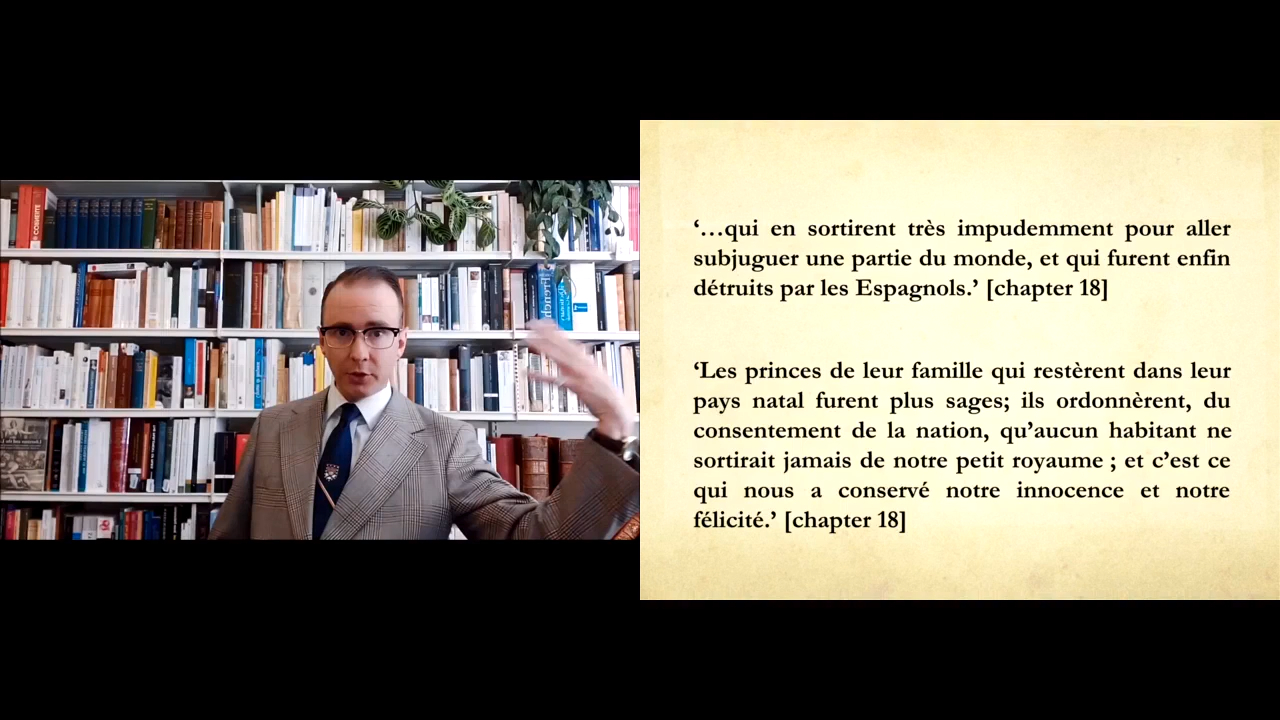 ‘…qui en sortirent très impudemment pour aller
subjuguer une partie du monde, et qui furent enfin
détruits par les Espagnols.’ [chapter 18]
‘Les princes de leur famille qui restèrent dans leur
pays natal furent plus sages; ils ordonnèrent, du
consentement de la nation, qu’aucun habitant ne
sortirait jamais de notre petit royaume ; et c’est ce
qui nous a conservé notre innocence et notre
félicité.’ [chapter 18]